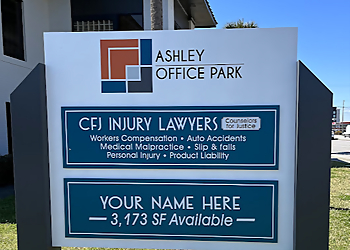 ASHLEY
OFFICE PARK
CFJ INJURY LAWYERS Counselors for Justice
Workers Compensation • Auto Accidents
Medical Malpractice • Slip & falls
Personal Injury • Product Liability
YOUR NAME HERE
— 3,173 SF Available —